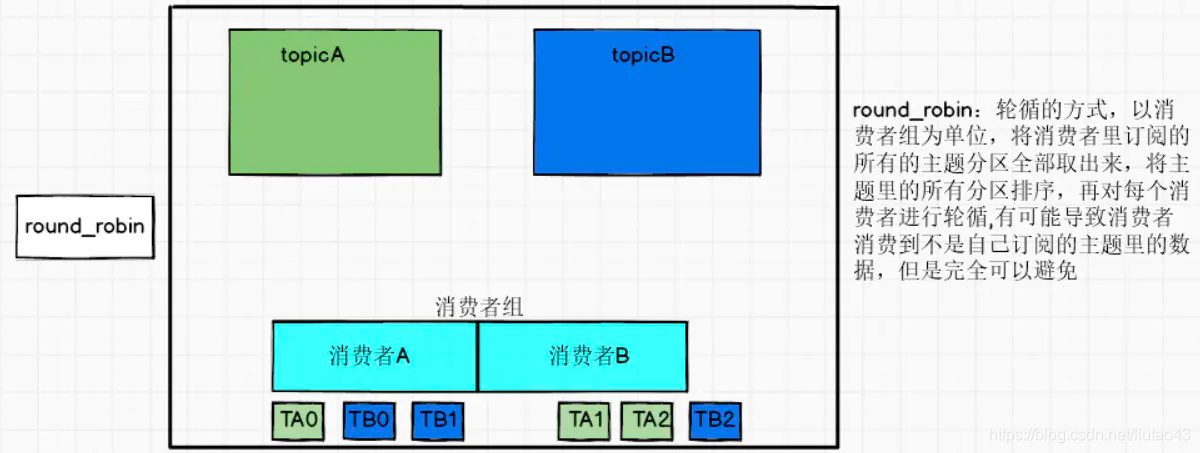 topicA
topicB
round_robin
round_robin：轮循的方式，以消
费者组为单位，将消费者里订阅的
所有的主题分区全部取出来，将主
题里的所有分区排序，再对每个消
费者进行轮循,有可能导致消费者
消费到不是自己订阅的主题里的数
据，但是完全可以避免
消费者组
消费者A
消费者B
TA0
TB0
TB1
TA1
TA2
TB2
https://blog.csdn.net/liutao43